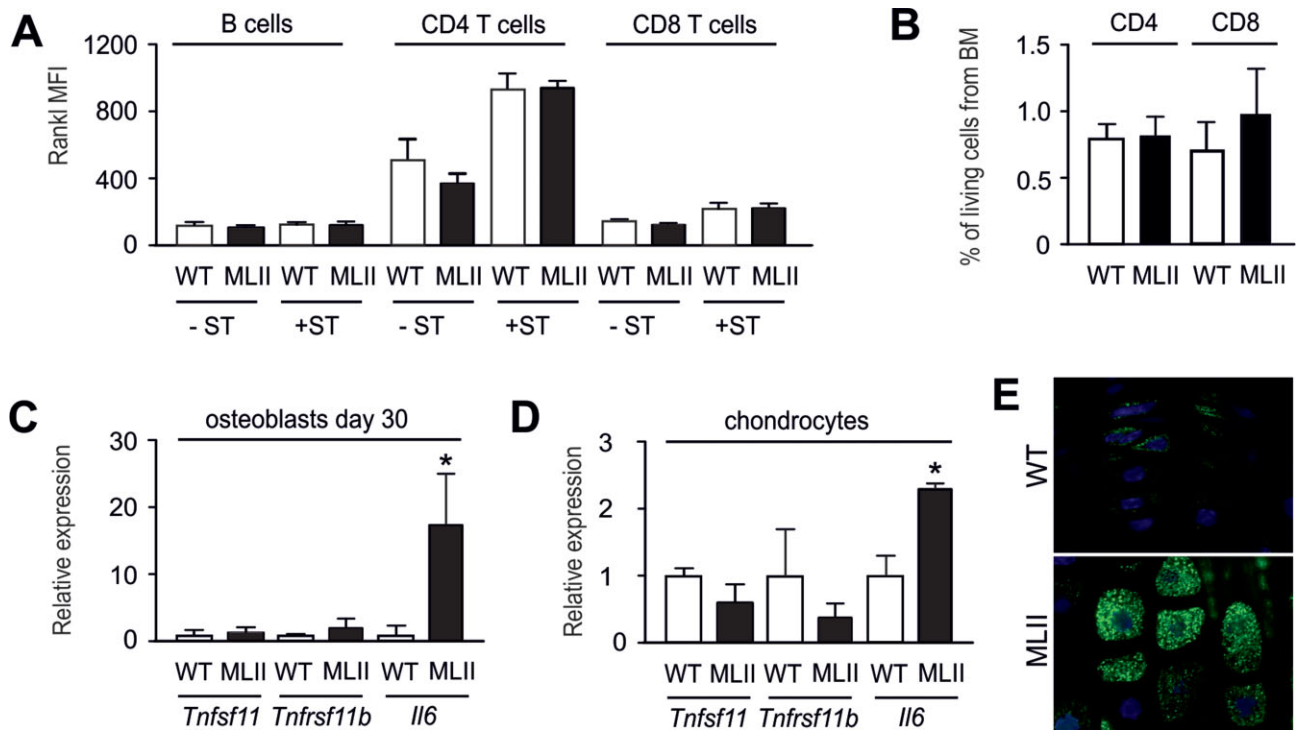 A
B cells
CD4 T cells
CD8 T cells
Rankl MFI
1200
800
400
0
WT MLII WT MLII WT MLII WT MLII WT MLII WT MLII
- ST +ST - ST +ST - ST +ST
B
CD4 CD8
% of living cells from BM
1.5
1.0
0.5
0
WT MLII WT MLII
C
osteoblasts day 30
Relative expression
30
20
10
0
WT MLII WT MLII WT MLII
Tnfsf11 Tnfrsf11b Il6
*
D
chondrocytes
Relative expression
3
2
1
0
WT MLII WT MLII WT MLII
Tnfsf11 Tnfrsf11b Il6
*
E
WT
MLII